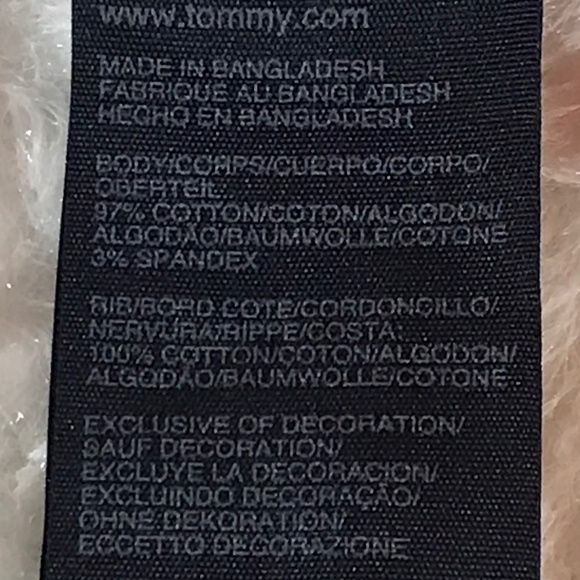 www.tommy.com
MADE IN BANGLADESH
FABRIQUE AU BANGLADESH
HECHO EN BANGLADESH
BODY/CORPS/CUERPO/CORPO/
OBERTEIL:
97% COTTON/COTON/ALGODON/
ALGODÃO/BAUMWOLLE/COTONE
3% SPANDEX
RIB/BORD COTE/CORDONCILLO/
NERVURA/RIPPE/COSTA:
100% COTTON/COTON/ALGODON/
ALGODÃO/BAUMWOLLE/COTONE
EXCLUSIVE OF DECORATION/
SAUF DECORATION/
EXCLUYE LA DECORACION/
EXCLUINDO DECORAÇÃO/
OHNE DEKORATION/
ECCETTO DECORAZIONE